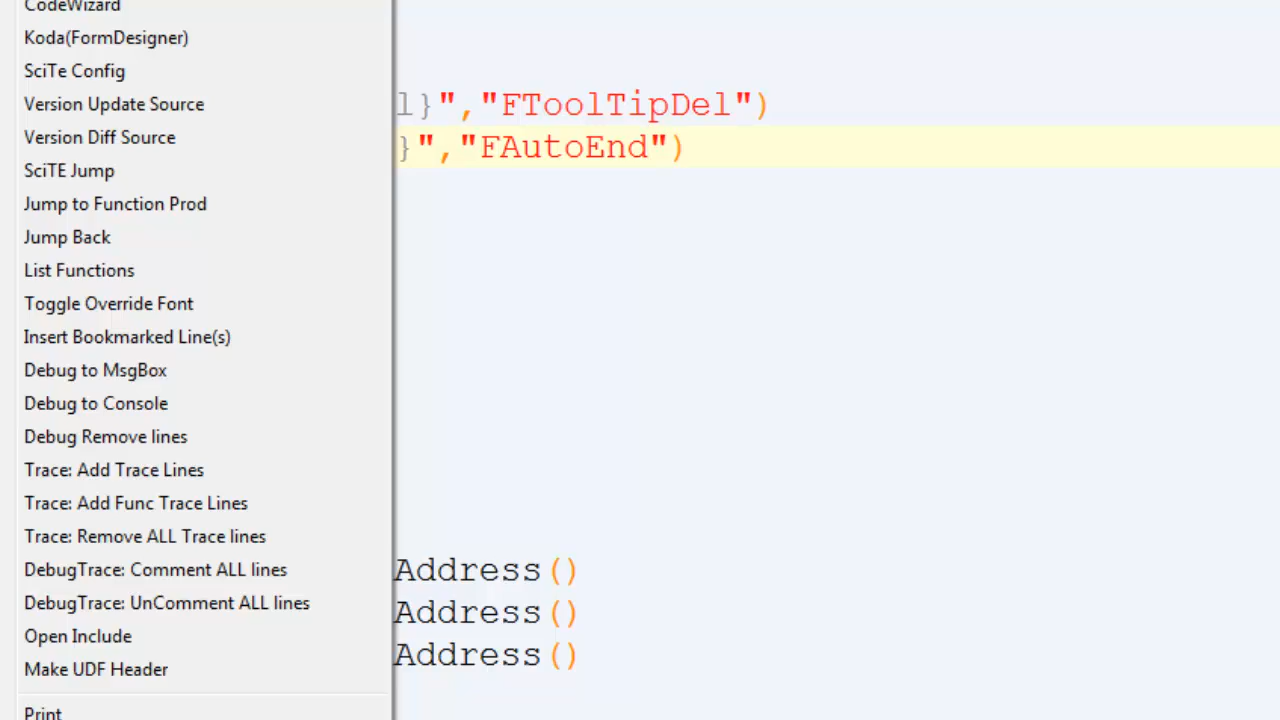 CodeWizard
Koda(FormDesigner)
SciTe Config
Version Update Source
Version Diff Source
SciTE Jump
Jump to Function Prod
Jump Back
List Functions
Toggle Override Font
Insert Bookmarked Line(s)
Debug to MsgBox
Debug to Console
Debug Remove lines
Trace: Add Trace Lines
Trace: Add Func Trace Lines
Trace: Remove ALL Trace lines
DebugTrace: Comment ALL lines
DebugTrace: UnComment ALL lines
Open Include
Make UDF Header
Print
l}","FToolTipDel")
}","FAutoEnd")
Address()
Address()
Address()